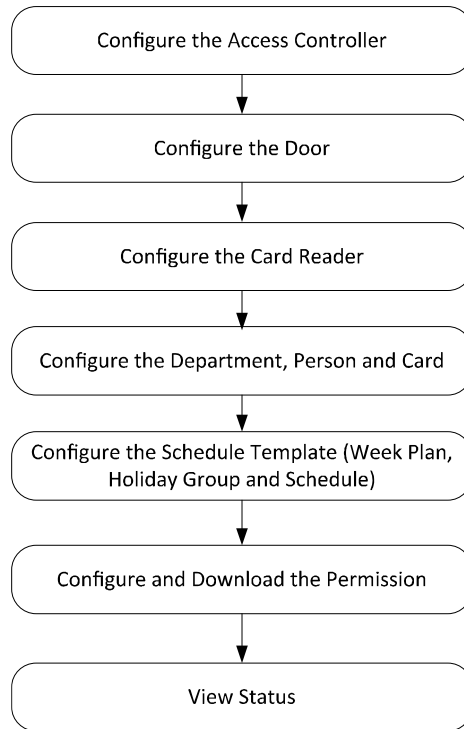 Configure the Access Controller
Configure the Door
Configure the Card Reader
Configure the Department, Person and Card
Configure the Schedule Template (Week Plan,
Holiday Group and Schedule)
Configure and Download the Permission
View Status